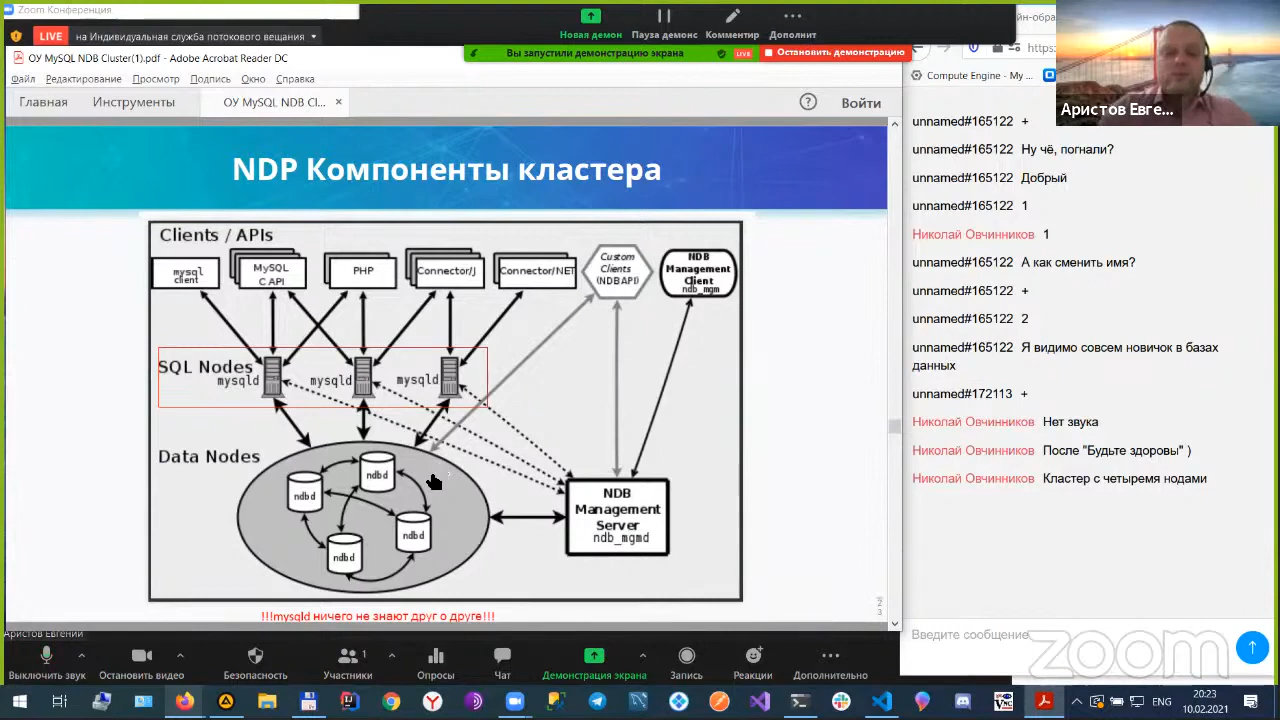 Zoom Конференция
LIVE на Индивидуальная служба потокового вещания
Новая демон Пауза демонс Комментир Дополнит
Вы запустили демонстрацию экрана LIVE Остановить демонстрацию
ОУ MySQL NDB Cluster(1).pdf - Adobe Acrobat Reader DC
Файл Редактирование Просмотр Подпись Окно Справка
Главная Инструменты ОУ MySQL NDB Cl... × Войти
NDP Компоненты кластера
Clients / APIs
mysql
client
MySQL
C API
PHP
Connector/J
Connector/NET
Custom
Clients
(NDBAPI)
NDB
Management
Client
ndb_mgm
SQL Nodes
mysqld
mysqld
mysqld
Data Nodes
ndbd
ndbd
ndbd
ndbd
NDB
Management
Server
ndb_mgmd
!!!mysqld ничего не знают друг о друге!!!
Аристов Евгений
Выключить звук Остановить видео Безопасность Участники 1 Опросы Чат Демонстрация экрана Запись Реакции Дополнительно
йн-обра
https:
Compute Engine - My ...
Аристов Евге...
unnamed#165122 +
unnamed#165122 Ну чё, погнали?
unnamed#165122 Добрый
unnamed#165122 1
Николай Овчинников 1
unnamed#165122 А как сменить имя?
unnamed#165122 +
unnamed#165122 2
unnamed#165122 Я видимо совсем новичок в базах
данных
unnamed#172113 +
Николай Овчинников Нет звука
Николай Овчинников После "Будьте здоровы" )
Николай Овчинников Кластер с четыремя нодами
Введите сообщение
zoom
ENG
20:23
10.02.2021